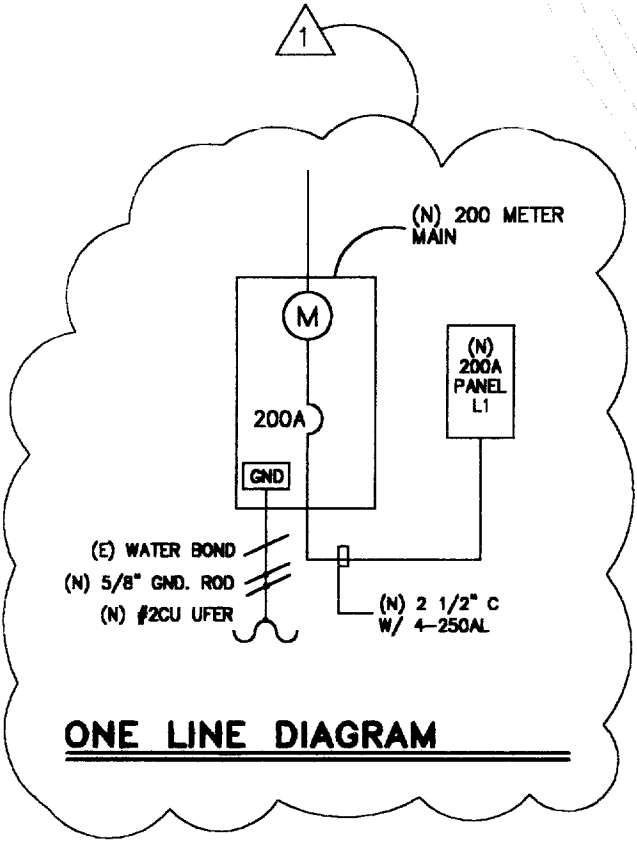 1
(N) 200 METER
MAIN
M
(N)
200A
PANEL
L1
200A
GND
(E) WATER BOND
(N) 5/8" GND. ROD
(N) #2CU UFER
(N) 2 1/2" C
W/ 4-250AL
ONE LINE DIAGRAM